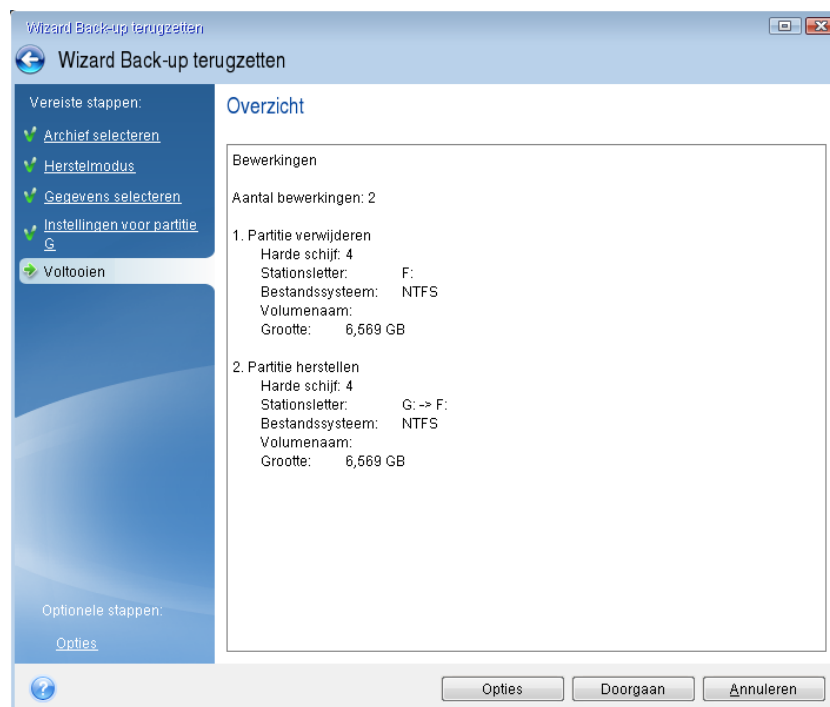 Wizard Back-up terugzetten
Wizard Back-up terugzetten
Vereiste stappen:
Archief selecteren
Herstelmodus
Gegevens selecteren
Instellingen voor partitie
G
Voltooien
Optionele stappen:
Opties
Overzicht
Bewerkingen
Aantal bewerkingen: 2
1. Partitie verwijderen
Harde schijf: 4
Stationsletter: F:
Bestandssysteem: NTFS
Volumenaam:
Grootte: 6,569 GB
2. Partitie herstellen
Harde schijf: 4
Stationsletter: G: -> F:
Bestandssysteem: NTFS
Volumenaam:
Grootte: 6,569 GB
? Opties Doorgaan Annuleren